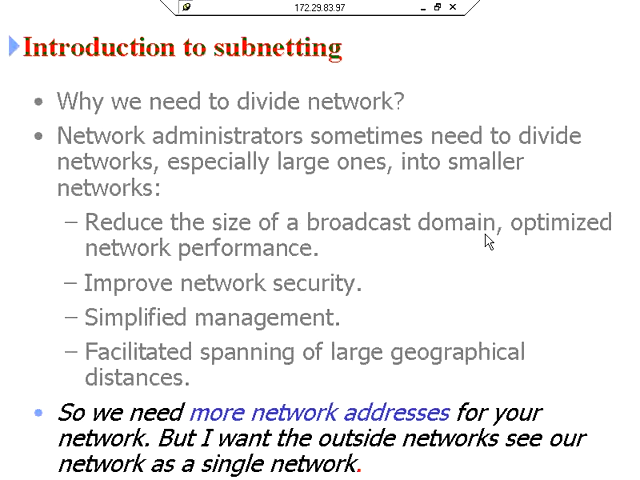 172.29.83.97
Introduction to subnetting
• Why we need to divide network?
• Network administrators sometimes need to divide
networks, especially large ones, into smaller
networks:
– Reduce the size of a broadcast domain, optimized
network performance.
– Improve network security.
– Simplified management.
– Facilitated spanning of large geographical
distances.
• So we need more network addresses for your
network. But I want the outside networks see our
network as a single network.